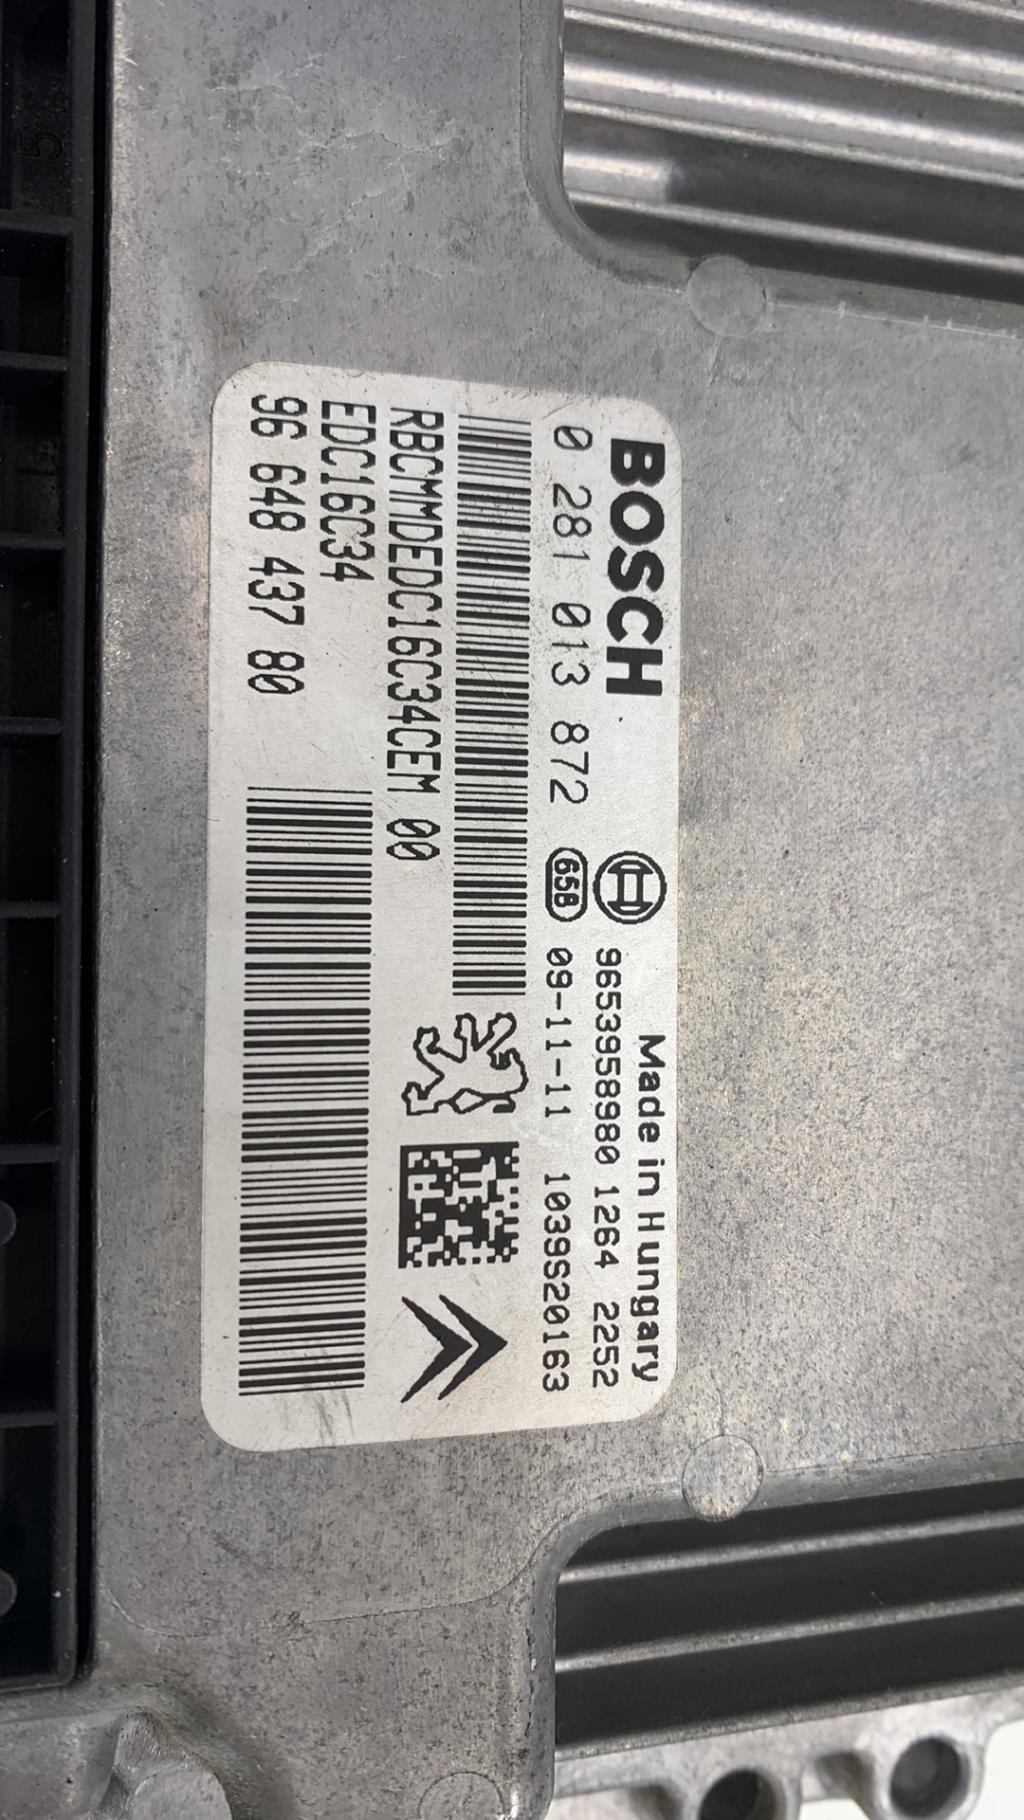 BOSCH
Made in Hungary
9653958980 1264 2252
0 281 013 872
65B
09-11-11 1039S20163
RBCMMDEDC16C34CEM 00
EDC16C34
96 648 437 80
5